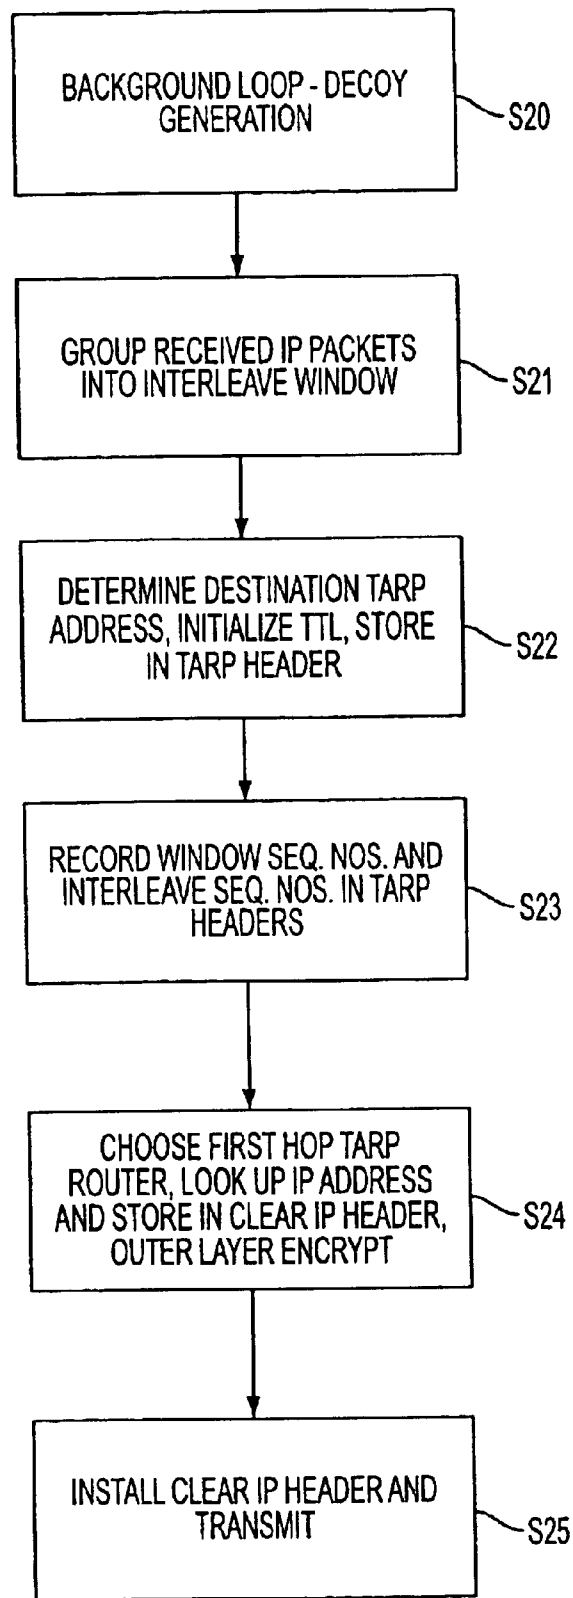 BACKGROUND LOOP - DECOY
GENERATION
S20
GROUP RECEIVED IP PACKETS
INTO INTERLEAVE WINDOW
S21
DETERMINE DESTINATION TARP
ADDRESS, INITIALIZE TTL, STORE
IN TARP HEADER
S22
RECORD WINDOW SEQ. NOS. AND
INTERLEAVE SEQ. NOS. IN TARP
HEADERS
S23
CHOOSE FIRST HOP TARP
ROUTER, LOOK UP IP ADDRESS
AND STORE IN CLEAR IP HEADER,
OUTER LAYER ENCRYPT
S24
INSTALL CLEAR IP HEADER AND
TRANSMIT
S25